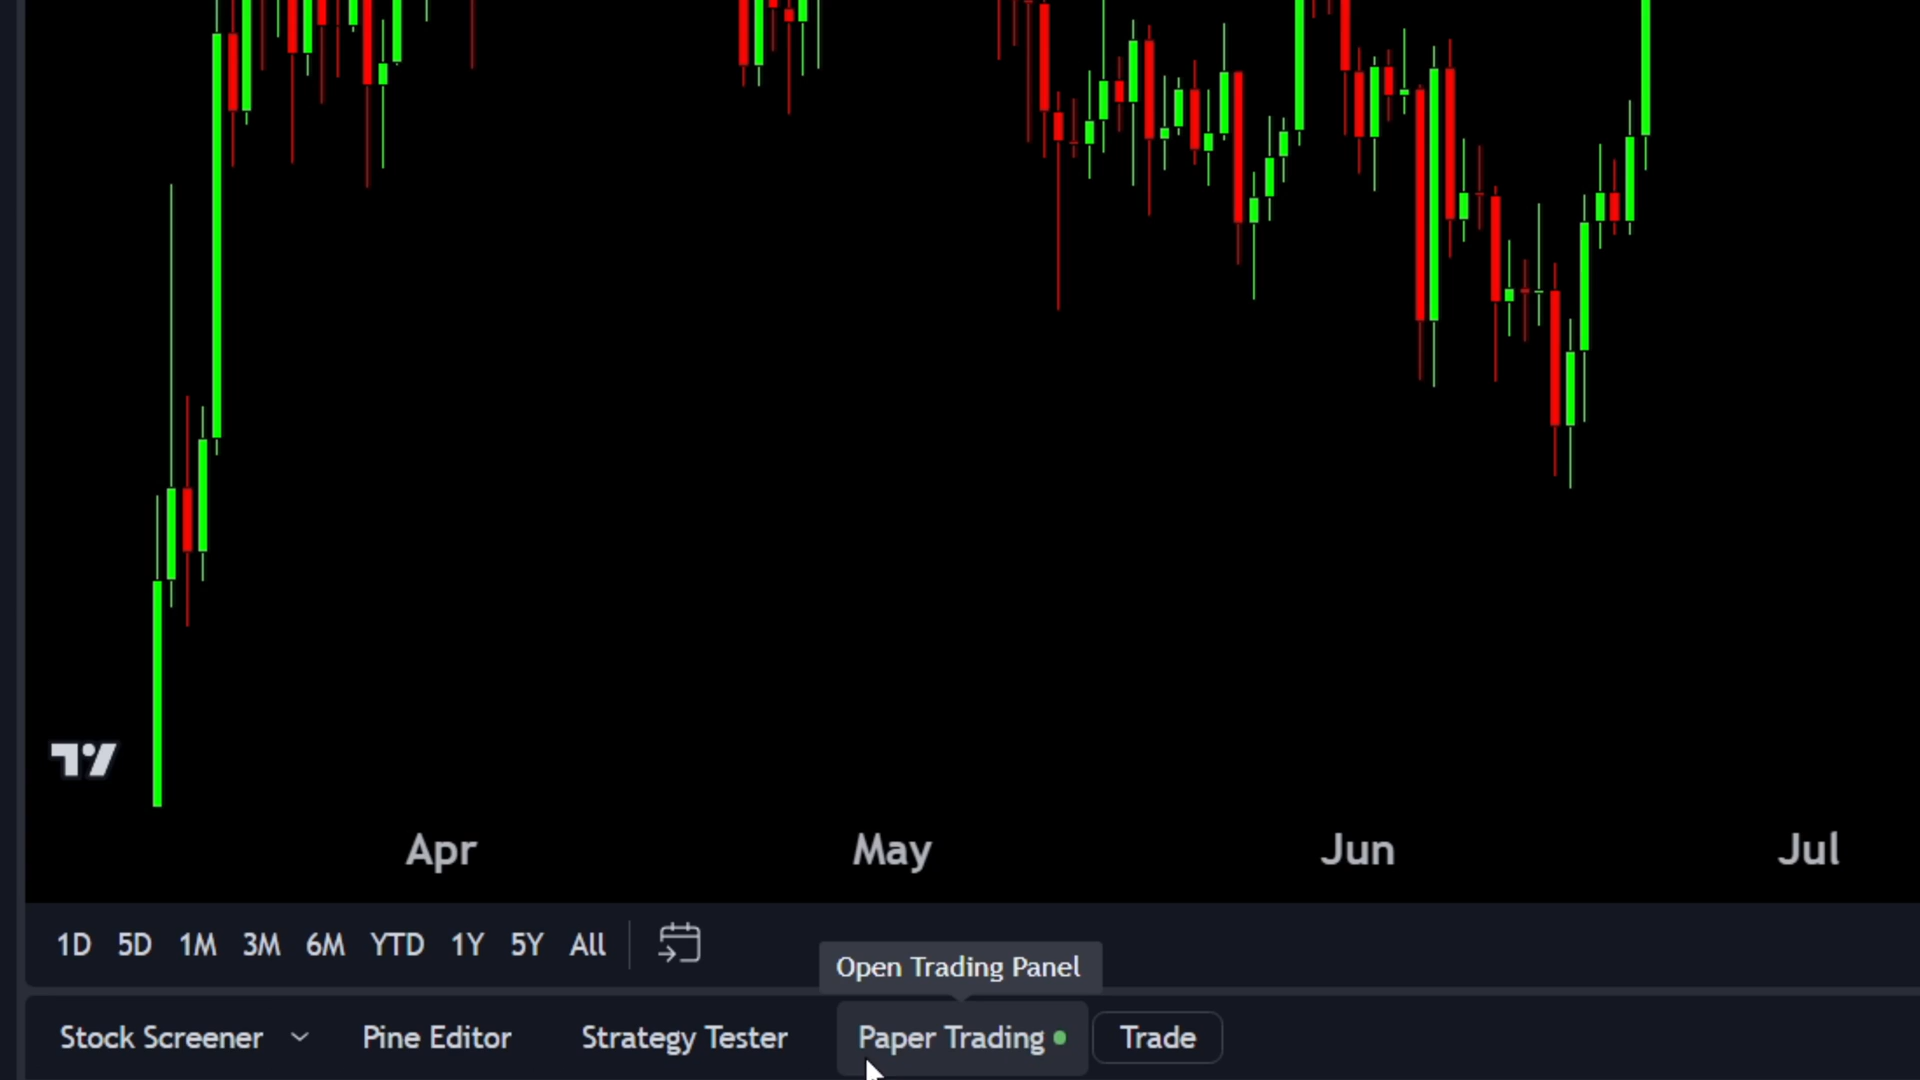 Apr May Jun Jul
1D 5D 1M 3M 6M YTD 1Y 5Y All
Open Trading Panel
Stock Screener Pine Editor Strategy Tester Paper Trading Trade